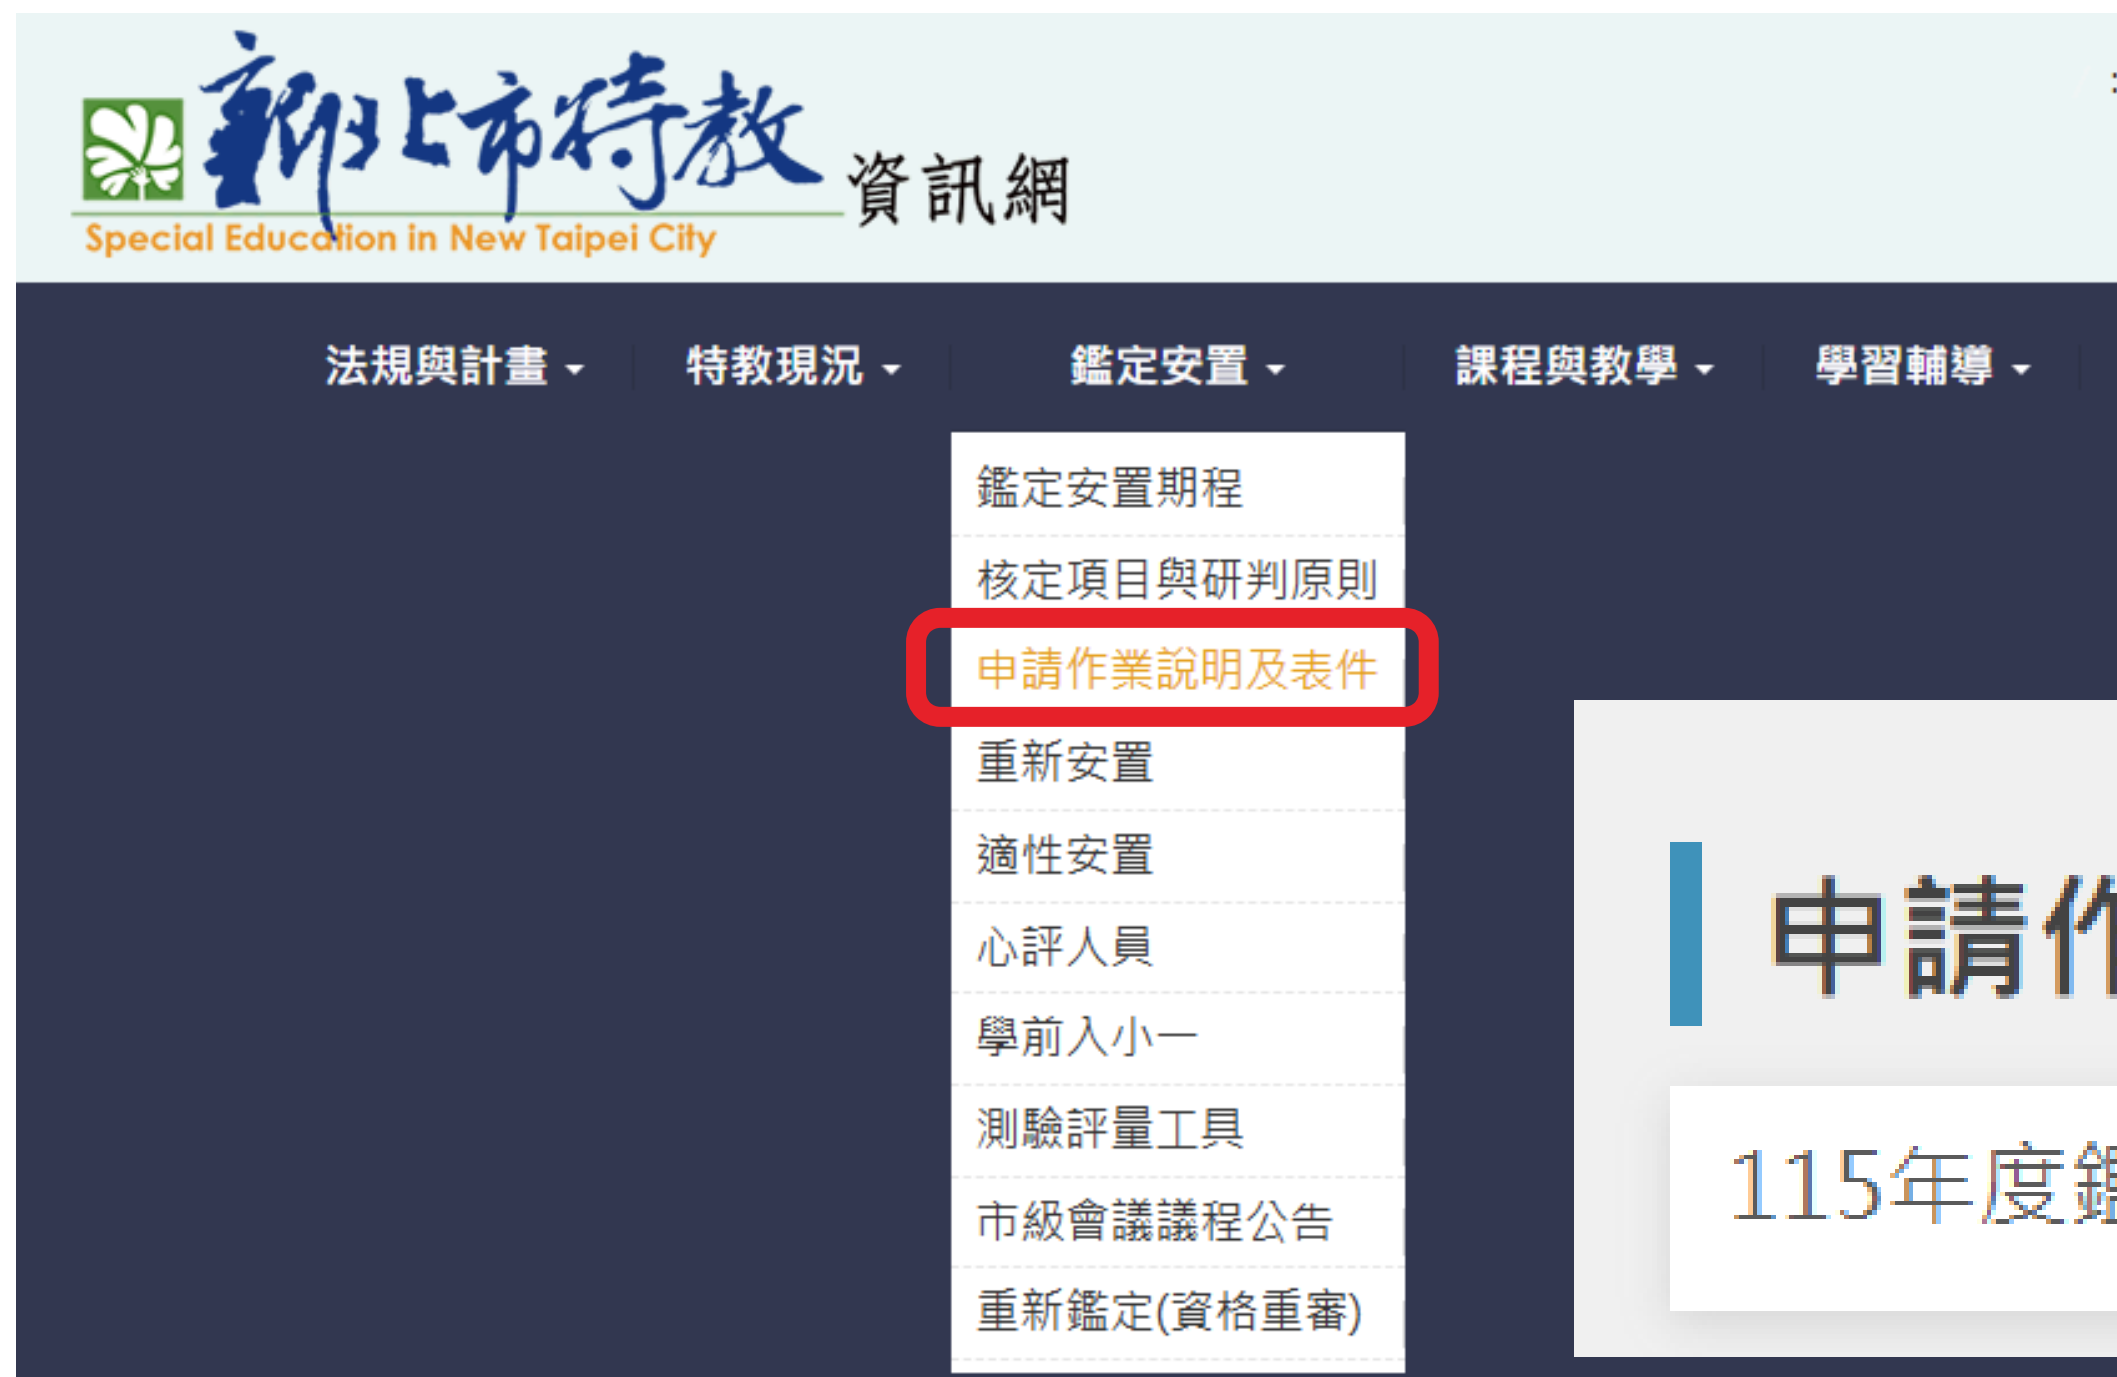 新北市特教資訊網
Special Education in New Taipei City
法規與計畫 特教現況 鑑定安置 課程與教學 學習輔導
鑑定安置期程
核定項目與研判原則
申請作業說明及表件
重新安置
適性安置
心評人員
學前入小一
測驗評量工具
市級會議議程公告
重新鑑定(資格重審)
申請作
115年度鑑